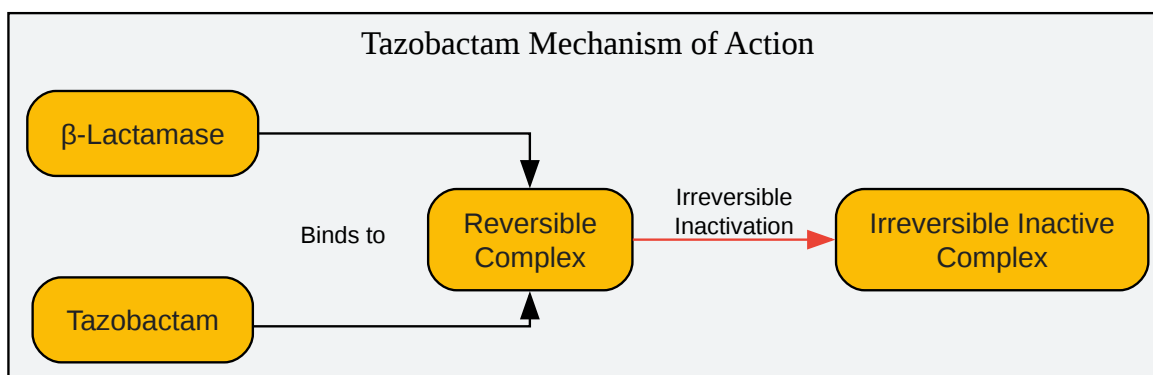 Tazobactam Mechanism of Action
β-Lactamase
Binds to
Tazobactam
Reversible
Complex
Irreversible
Inactivation
Irreversible Inactive
Complex